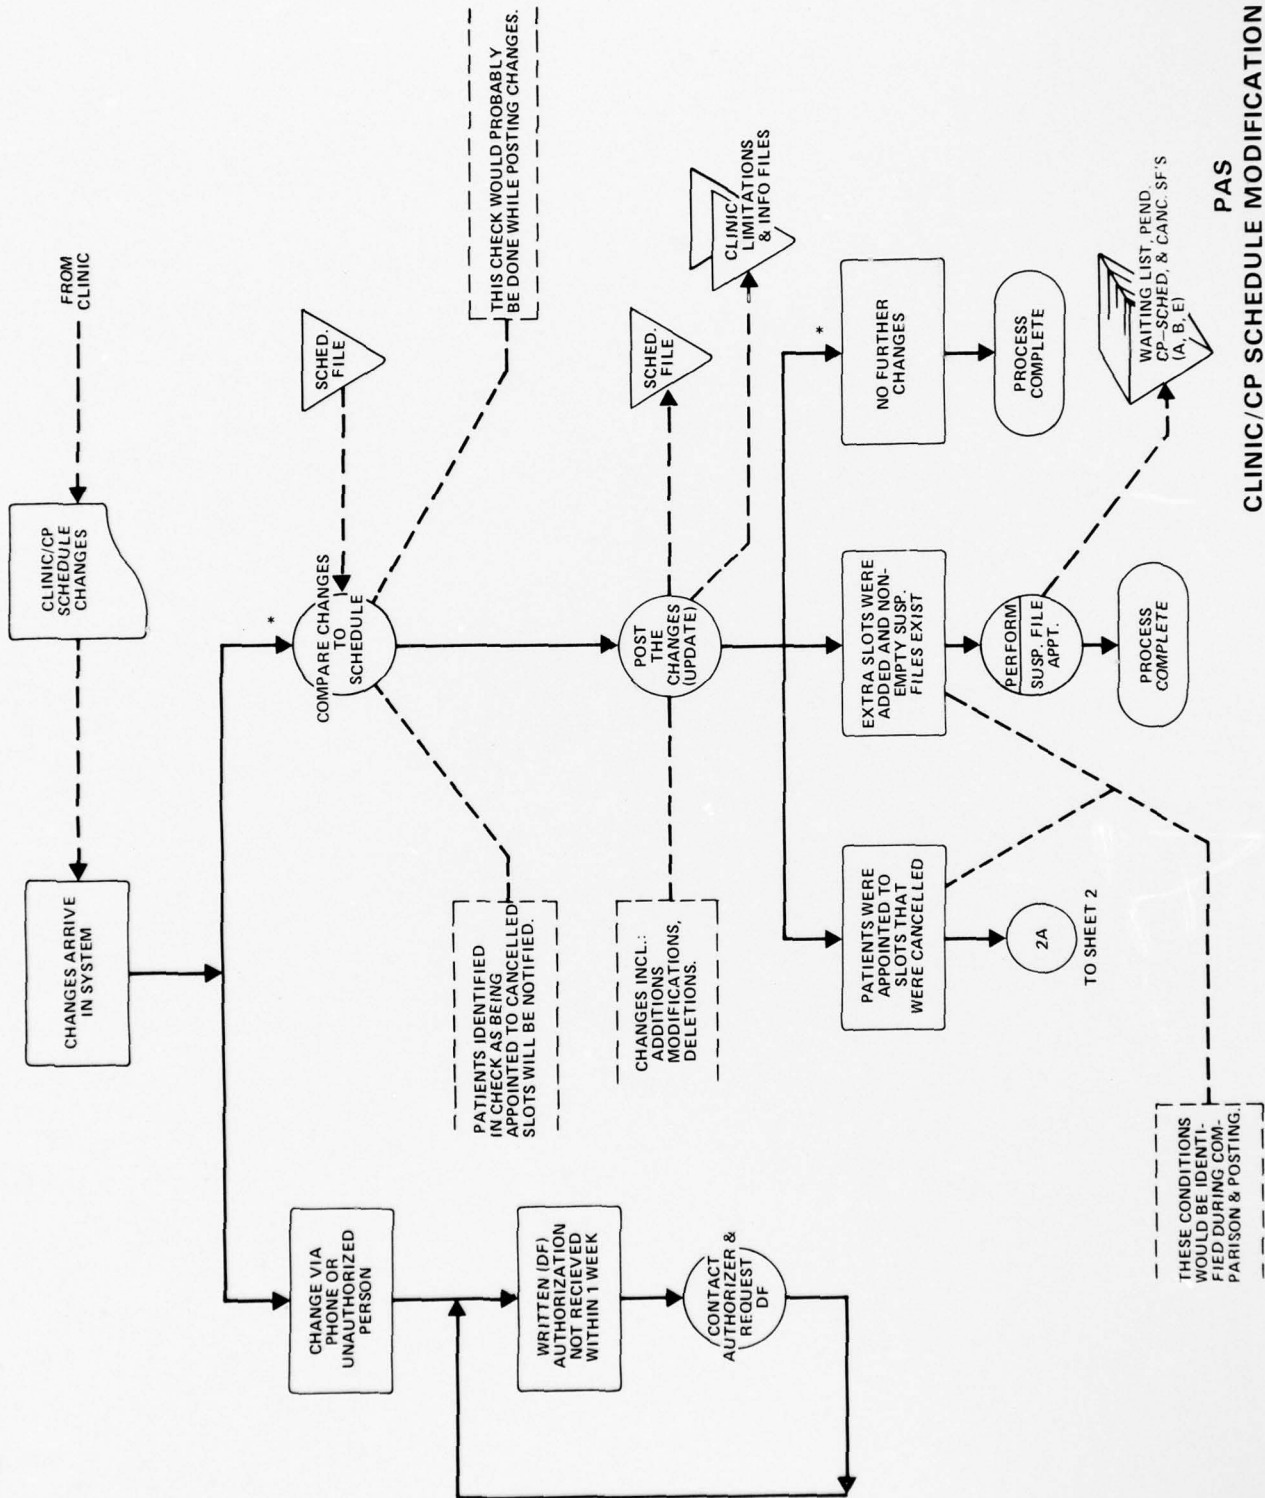 FROM
CLINIC
CLINIC/CP
SCHEDULE
CHANGES
CHANGES ARRIVE
IN SYSTEM
*
COMPARE CHANGES
TO
SCHEDULE
SCHED.
FILE
THIS CHECK WOULD PROBABLY
BE DONE WHILE POSTING CHANGES.
PATIENTS IDENTIFIED
IN CHECK AS BEING
APPOINTED TO CANCELLED
SLOTS WILL BE NOTIFIED.
CHANGE VIA
PHONE OR
UNAUTHORIZED
PERSON
WRITTEN (DF)
AUTHORIZATION
NOT RECIEVED
WITHIN 1 WEEK
CONTACT
AUTHORIZER &
REQUEST
DF
CHANGES INCL.:
ADDITIONS
MODIFICATIONS,
DELETIONS.
POST
THE
CHANGES
(UPDATE)
SCHED.
FILE
CLINIC
LIMITATIONS
& INFO FILES
PATIENTS WERE
APPOINTED TO
SLOTS THAT
WERE CANCELLED
2A
TO SHEET 2
EXTRA SLOTS WERE
ADDED AND NON-
EMPTY SUSP.
FILES EXIST
PERFORM
SUSP. FILE
APPT.
PROCESS
COMPLETE
*
NO FURTHER
CHANGES
PROCESS
COMPLETE
WAITING LIST, PEND.
CP-SCHED, & CANC. SF'S
(A, B, E)
THESE CONDITIONS
WOULD BE IDENTI-
FIED DURING COM-
PARISON & POSTING.
PAS
CLINIC/CP SCHEDULE MODIFICATION